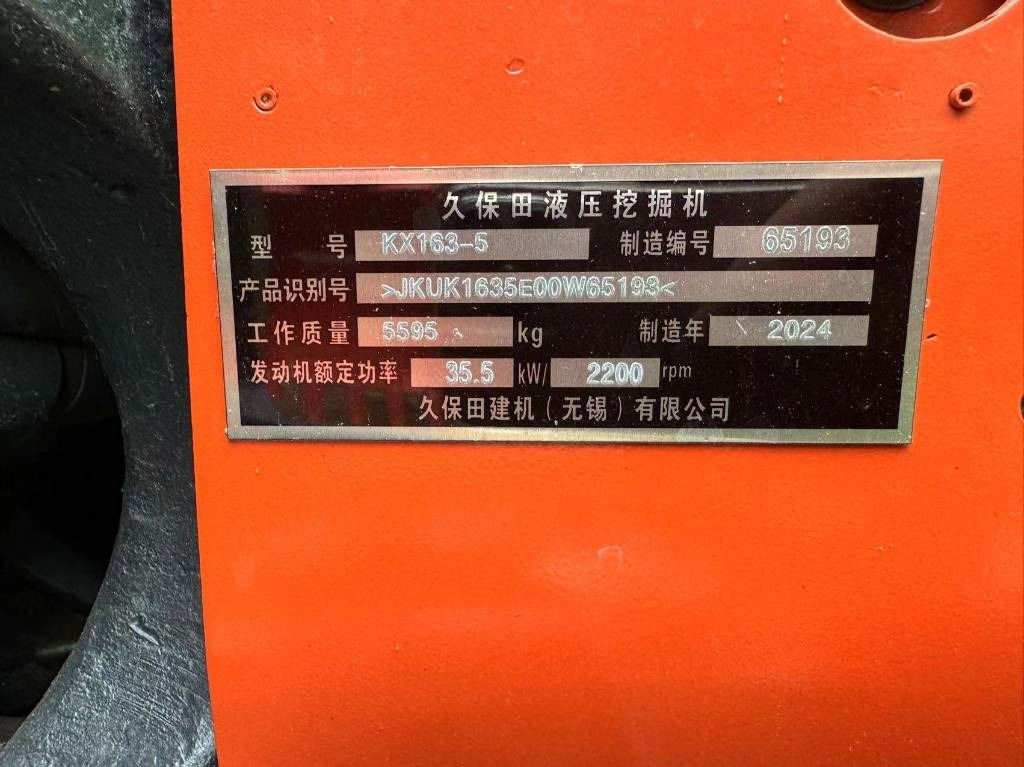 久保田液压挖掘机
型 号 KX163-5 制造编号 65193
产品识别号 >JKUK1635E00W65193<
工作质量 5595 kg 制造年 2024
发动机额定功率 35.5 kW/ 2200 rpm
久保田建机(无锡)有限公司